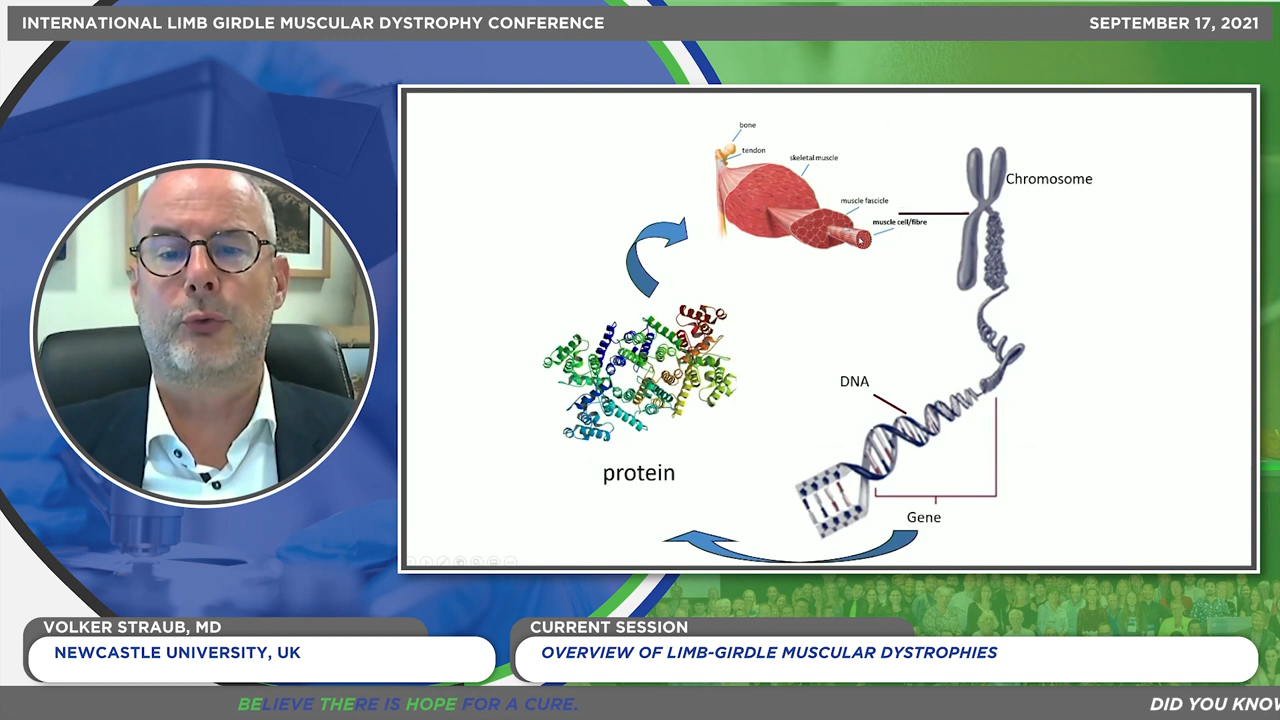 INTERNATIONAL LIMB GIRDLE MUSCULAR DYSTROPHY CONFERENCE
SEPTEMBER 17, 2021
bone
tendon
skeletal muscle
muscle fascicle
muscle cell/fibre
Chromosome
DNA
protein
Gene
VOLKER STRAUB, MD
NEWCASTLE UNIVERSITY, UK
CURRENT SESSION
OVERVIEW OF LIMB-GIRDLE MUSCULAR DYSTROPHIES
BELIEVE THERE IS HOPE FOR A CURE.
DID YOU KNOW